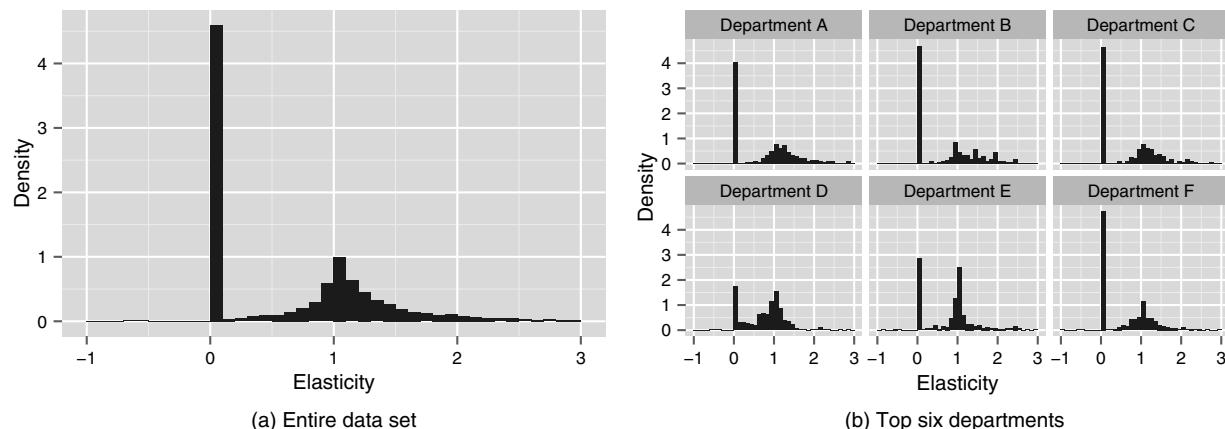 4
3
2
1
0
Density
−1 0 1 2 3
Elasticity
(a) Entire data set
Department A Department B Department C
4
3
2
1
0
Density
Department D Department E Department F
4
3
2
1
0
−1 0 1 2 3 −1 0 1 2 3 −1 0 1 2 3
Elasticity
(b) Top six departments